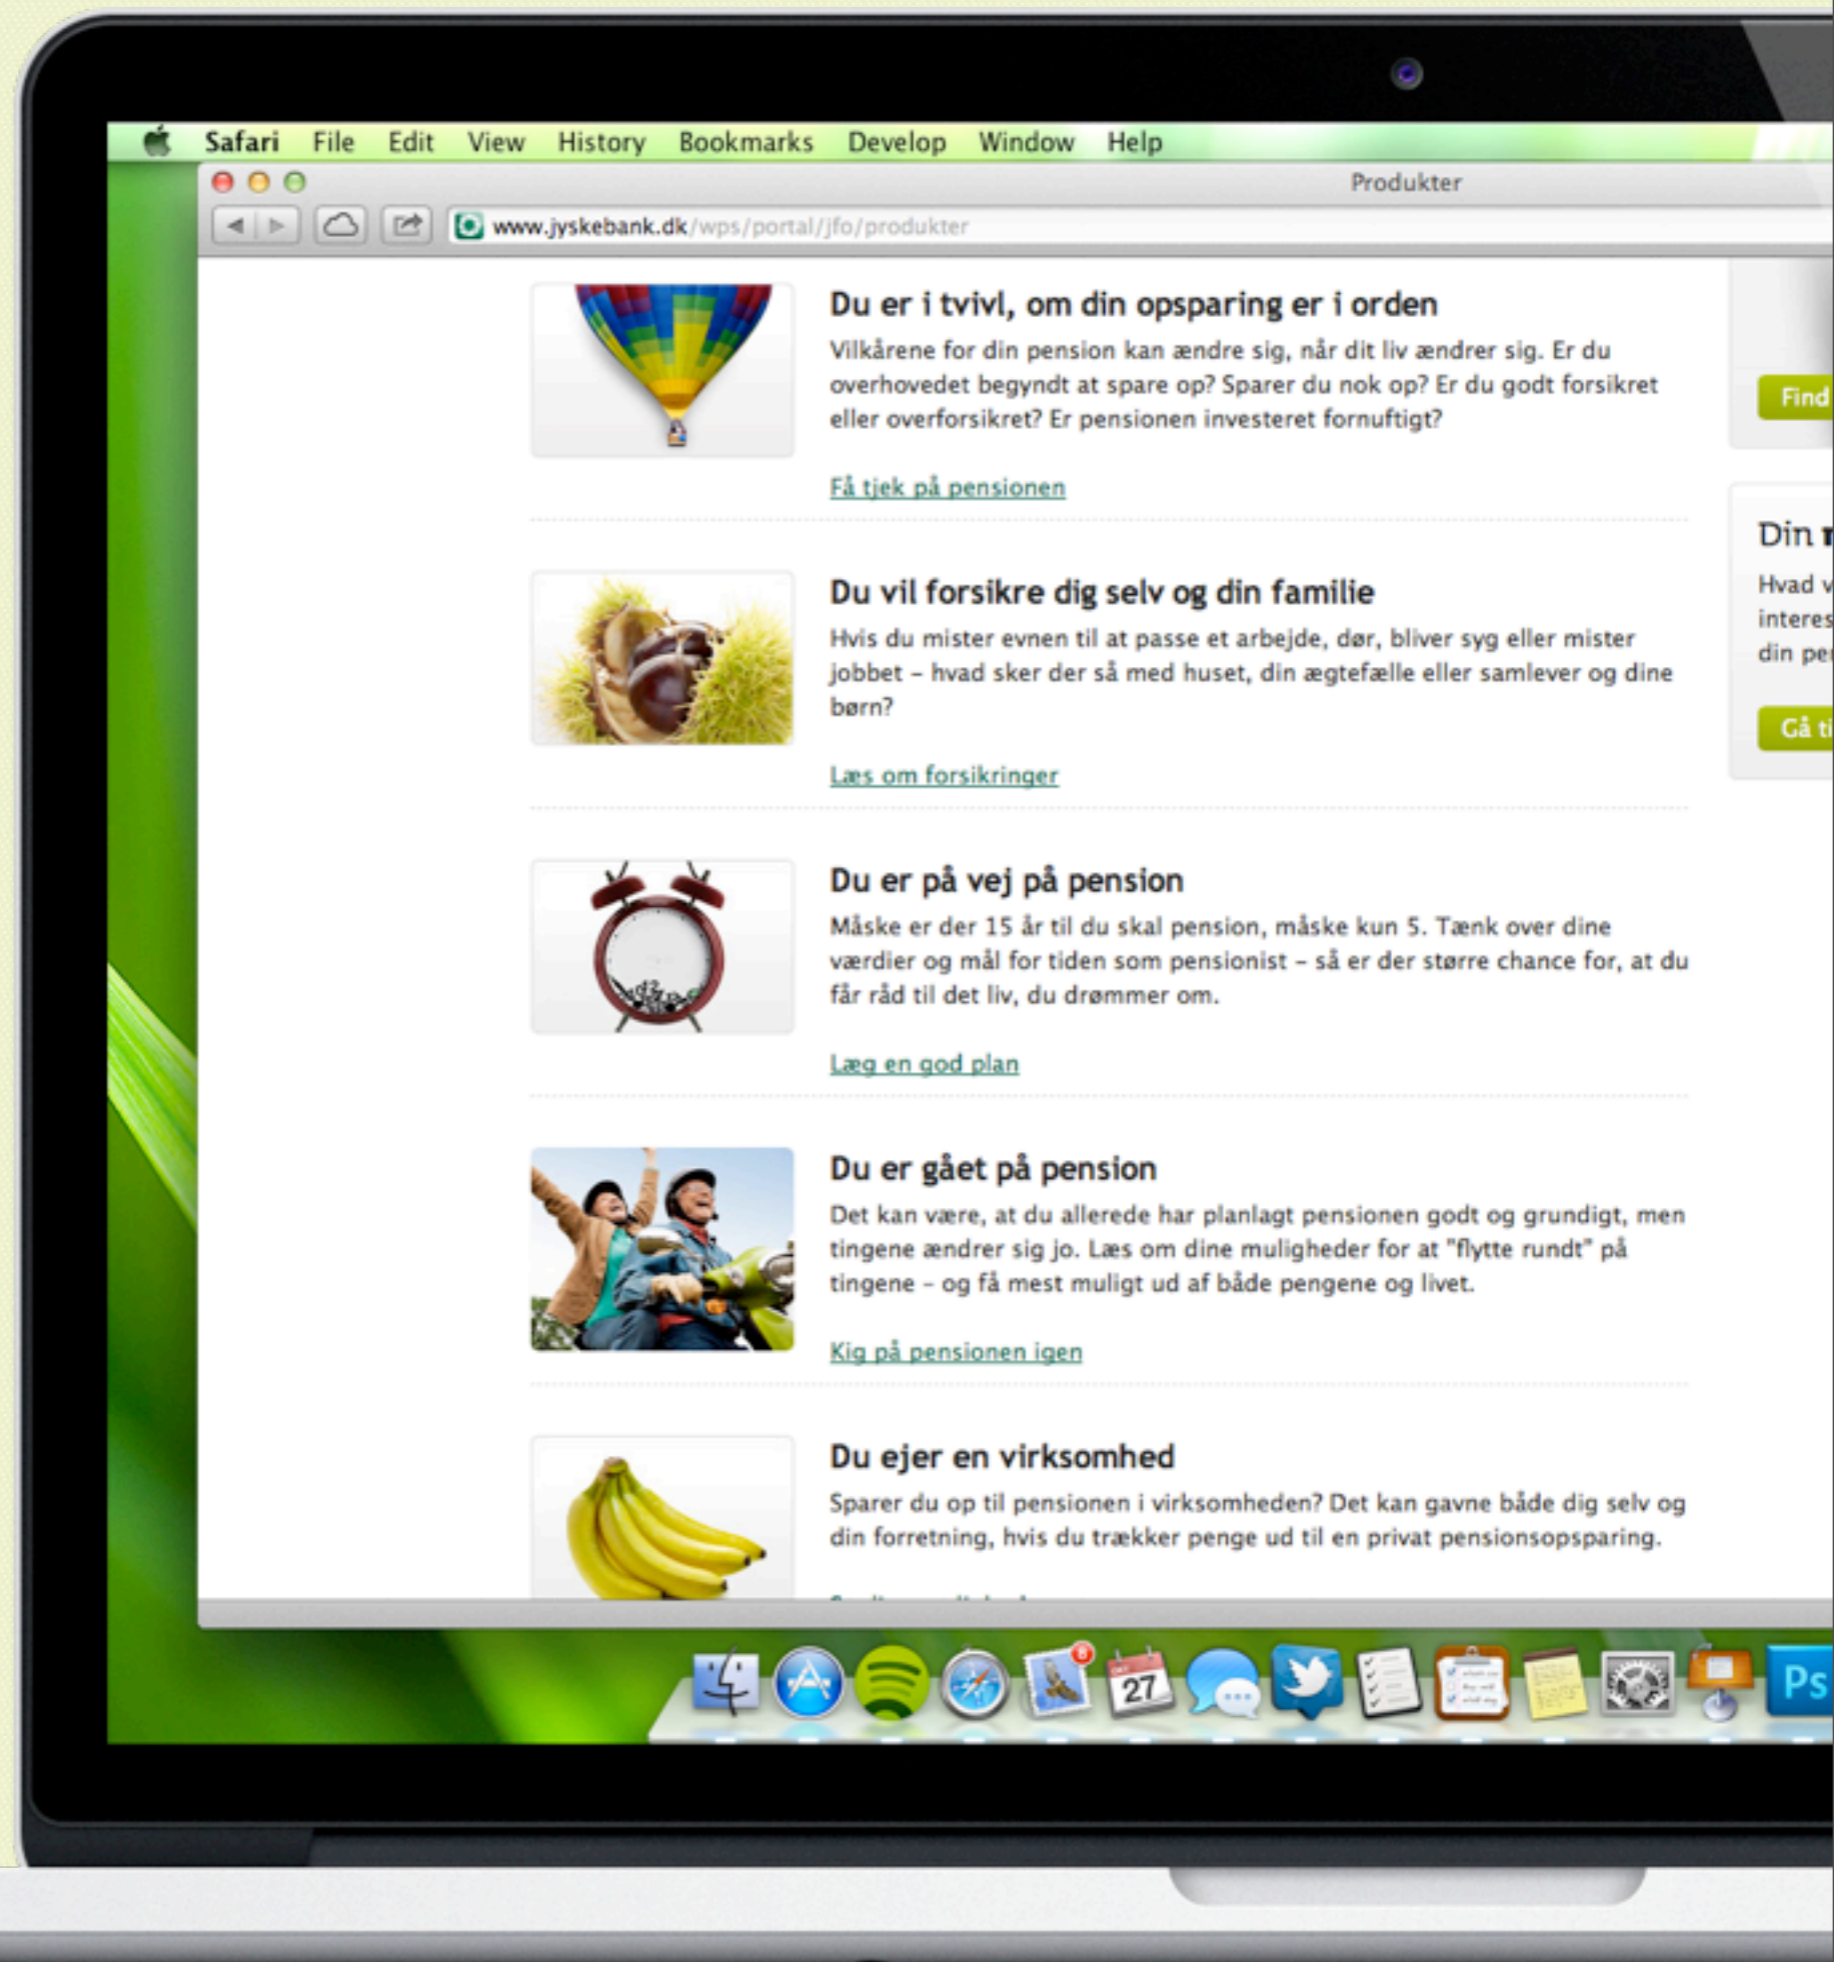 Safari File Edit View History Bookmarks Develop Window Help
Produkter
www.jyskebank.dk/wps/portal/jfo/produkter
Du er i tvivl, om din opsparing er i orden
Vilkårene for din pension kan ændre sig, når dit liv ændrer sig. Er du
overhovedet begyndt at spare op? Sparer du nok op? Er du godt forsikret
eller overforsikret? Er pensionen investeret fornuftigt?
Få tjek på pensionen
Du vil forsikre dig selv og din familie
Hvis du mister evnen til at passe et arbejde, dør, bliver syg eller mister
jobbet – hvad sker der så med huset, din ægtefælle eller samlever og dine
børn?
Læs om forsikringer
Du er på vej på pension
Måske er der 15 år til du skal pension, måske kun 5. Tænk over dine
værdier og mål for tiden som pensionist – så er der større chance for, at du
får råd til det liv, du drømmer om.
Læg en god plan
Du er gået på pension
Det kan være, at du allerede har planlagt pensionen godt og grundigt, men
tingene ændrer sig jo. Læs om dine muligheder for at "flytte rundt" på
tingene – og få mest muligt ud af både pengene og livet.
Kig på pensionen igen
Du ejer en virksomhed
Sparer du op til pensionen i virksomheden? Det kan gavne både dig selv og
din forretning, hvis du trækker penge ud til en privat pensionsopsparing.
Find
Din
Hvad
din
Gå
27
Ps